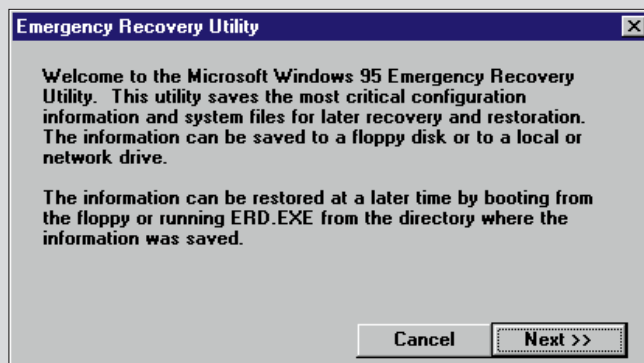 Emergency Recovery Utility
Welcome to the Microsoft Windows 95 Emergency Recovery
Utility. This utility saves the most critical configuration
information and system files for later recovery and restoration.
The information can be saved to a floppy disk or to a local or
network drive.
The information can be restored at a later time by booting from
the floppy or running ERD.EXE from the directory where the
information was saved.
Cancel
Next >>